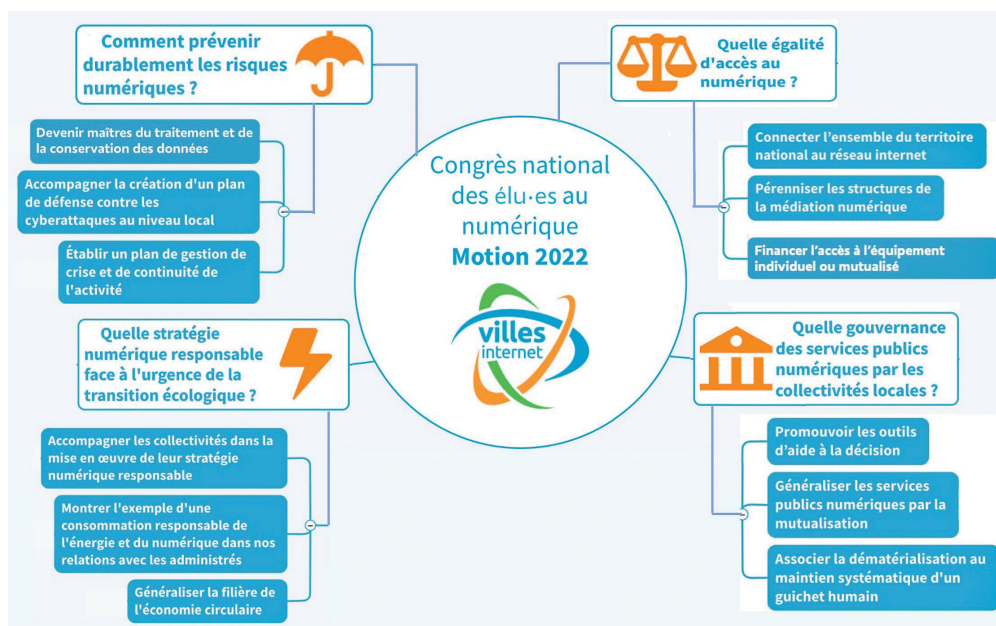 Comment prévenir
durablement les risques
numériques ?
Devenir maîtres du traitement et de
la conservation des données
Accompagner la création d'un plan
de défense contre les
cyberattaques au niveau local
Établir un plan de gestion de
crise et de continuité de
l'activité
Quelle égalité
d'accès au
numérique ?
Connecter l'ensemble du territoire
national au réseau internet
Pérenniser les structures de
la médiation numérique
Financer l'accès à l'équipement
individuel ou mutualisé
Congrès national
des élu·es au
numérique
Motion 2022
villes
internet
Quelle stratégie
numérique responsable
face à l'urgence de la
transition écologique ?
Accompagner les collectivités dans la
mise en œuvre de leur stratégie
numérique responsable
Montrer l'exemple d'une
consommation responsable de
l'énergie et du numérique dans nos
relations avec les administrés
Généraliser la filière de
l'économie circulaire
Quelle gouvernance
des services publics
numériques par les
collectivités locales ?
Promouvoir les outils
d'aide à la décision
Généraliser les services
publics numériques par la
mutualisation
Associer la dématérialisation au
maintien systématique d'un
guichet humain